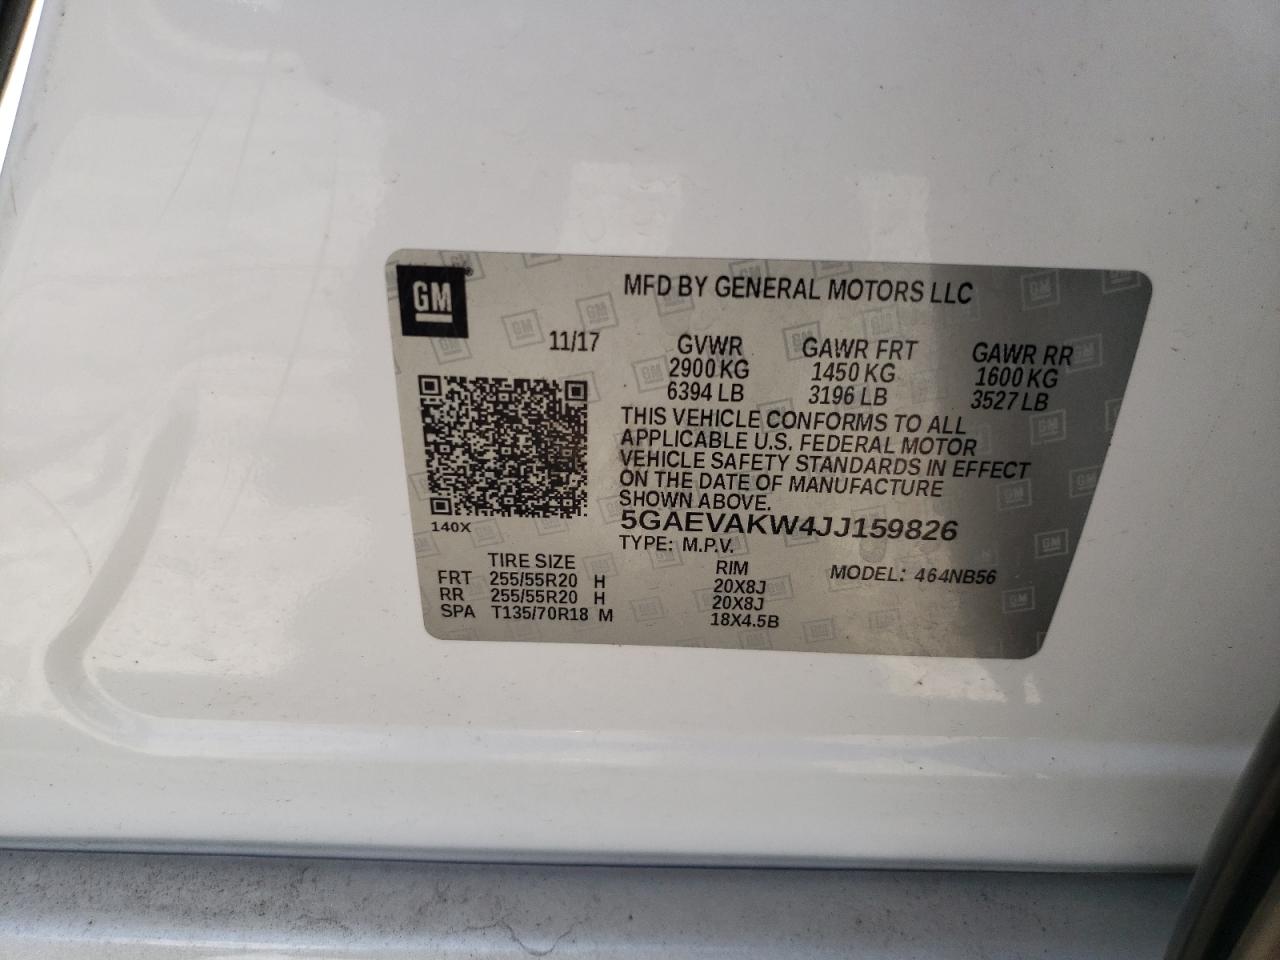 GM
MFD BY GENERAL MOTORS LLC
11/17
GVWR GAWR FRT GAWR RR
2900 KG 1450 KG 1600 KG
6394 LB 3196 LB 3527 LB
THIS VEHICLE CONFORMS TO ALL
APPLICABLE U.S. FEDERAL MOTOR
VEHICLE SAFETY STANDARDS IN EFFECT
ON THE DATE OF MANUFACTURE
SHOWN ABOVE.
140X
5GAEVAKW4JJ159826
TYPE: M.P.V.
TIRE SIZE RIM MODEL: 464NB56
FRT 255/55R20 H 20X8J
RR 255/55R20 H 20X8J
SPA T135/70R18 M 18X4.5B